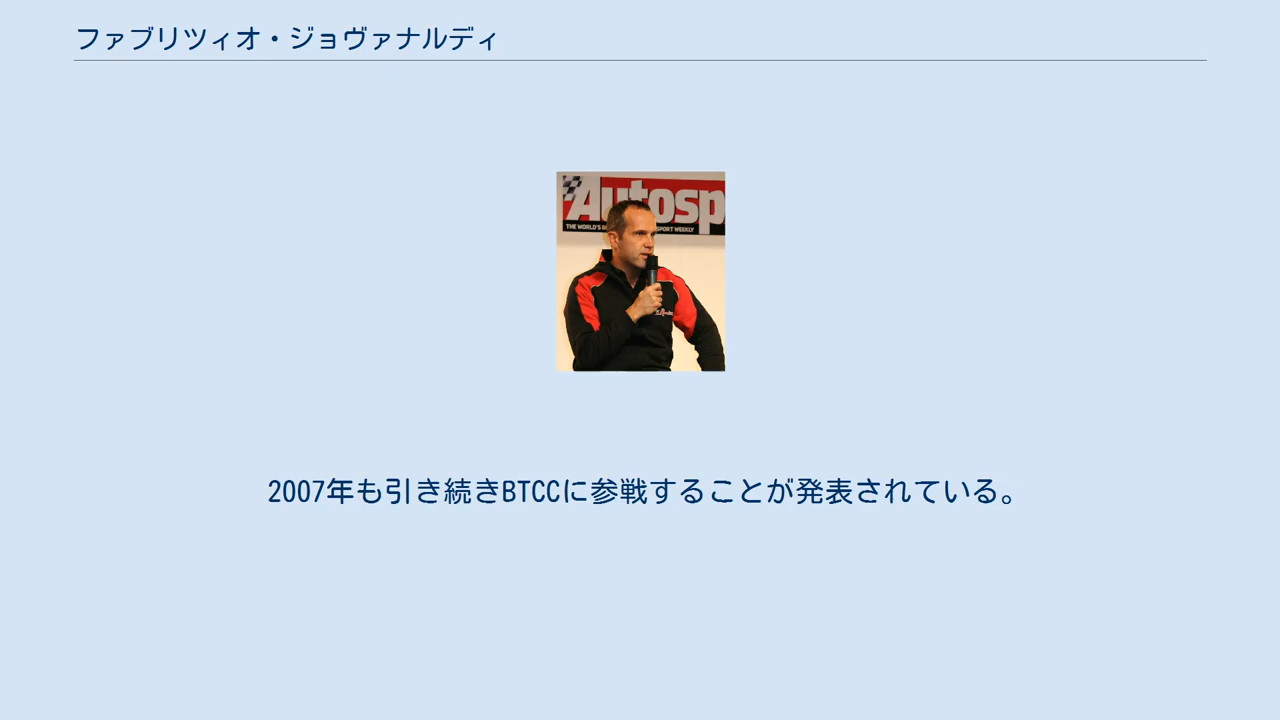 ファブリツィオ・ジョヴァナルディ
Autosp
THE WORLD'S B
SPORT WEEKLY
2007年も引き続きBTCCに参戦することが発表されている。